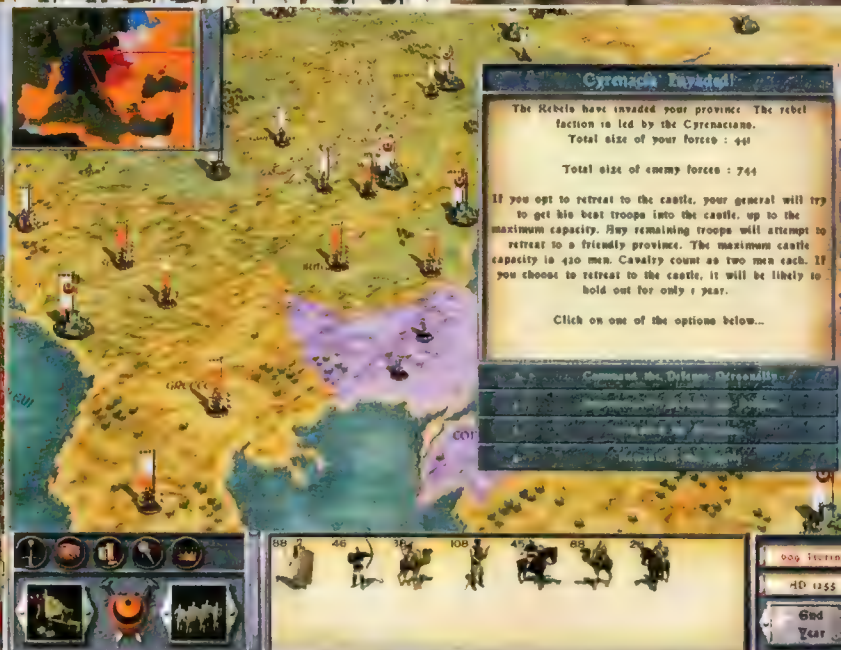 Cyrenacia Invaded!
The Rebels have invaded your province. The rebel
faction is led by the Cyrenacians.
Total size of your forces : 441
Total size of enemy forces : 744
If you opt to retreat to the castle, your general will try
to get his best troops into the castle, up to the
maximum capacity. Any remaining troops will attempt to
retreat to a friendly province. The maximum castle
capacity is 420 men. Cavalry count as two men each. If
you choose to retreat to the castle, it will be likely to
hold out for only 1 year.
Click on one of the options below...
Command the Defense Personally
GREECE
88 46 38 108 45 88
AD 1255
End
Year